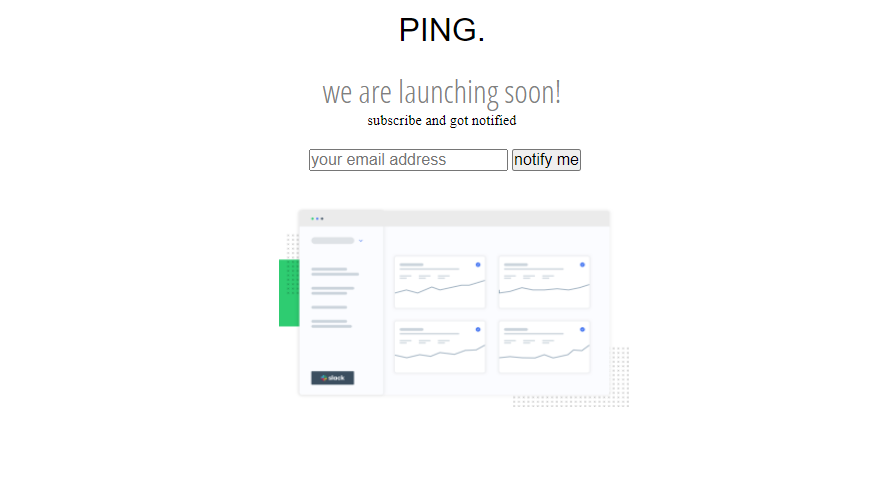 PING.
we are launching soon!
subscribe and got notified
your email address notify me
slack